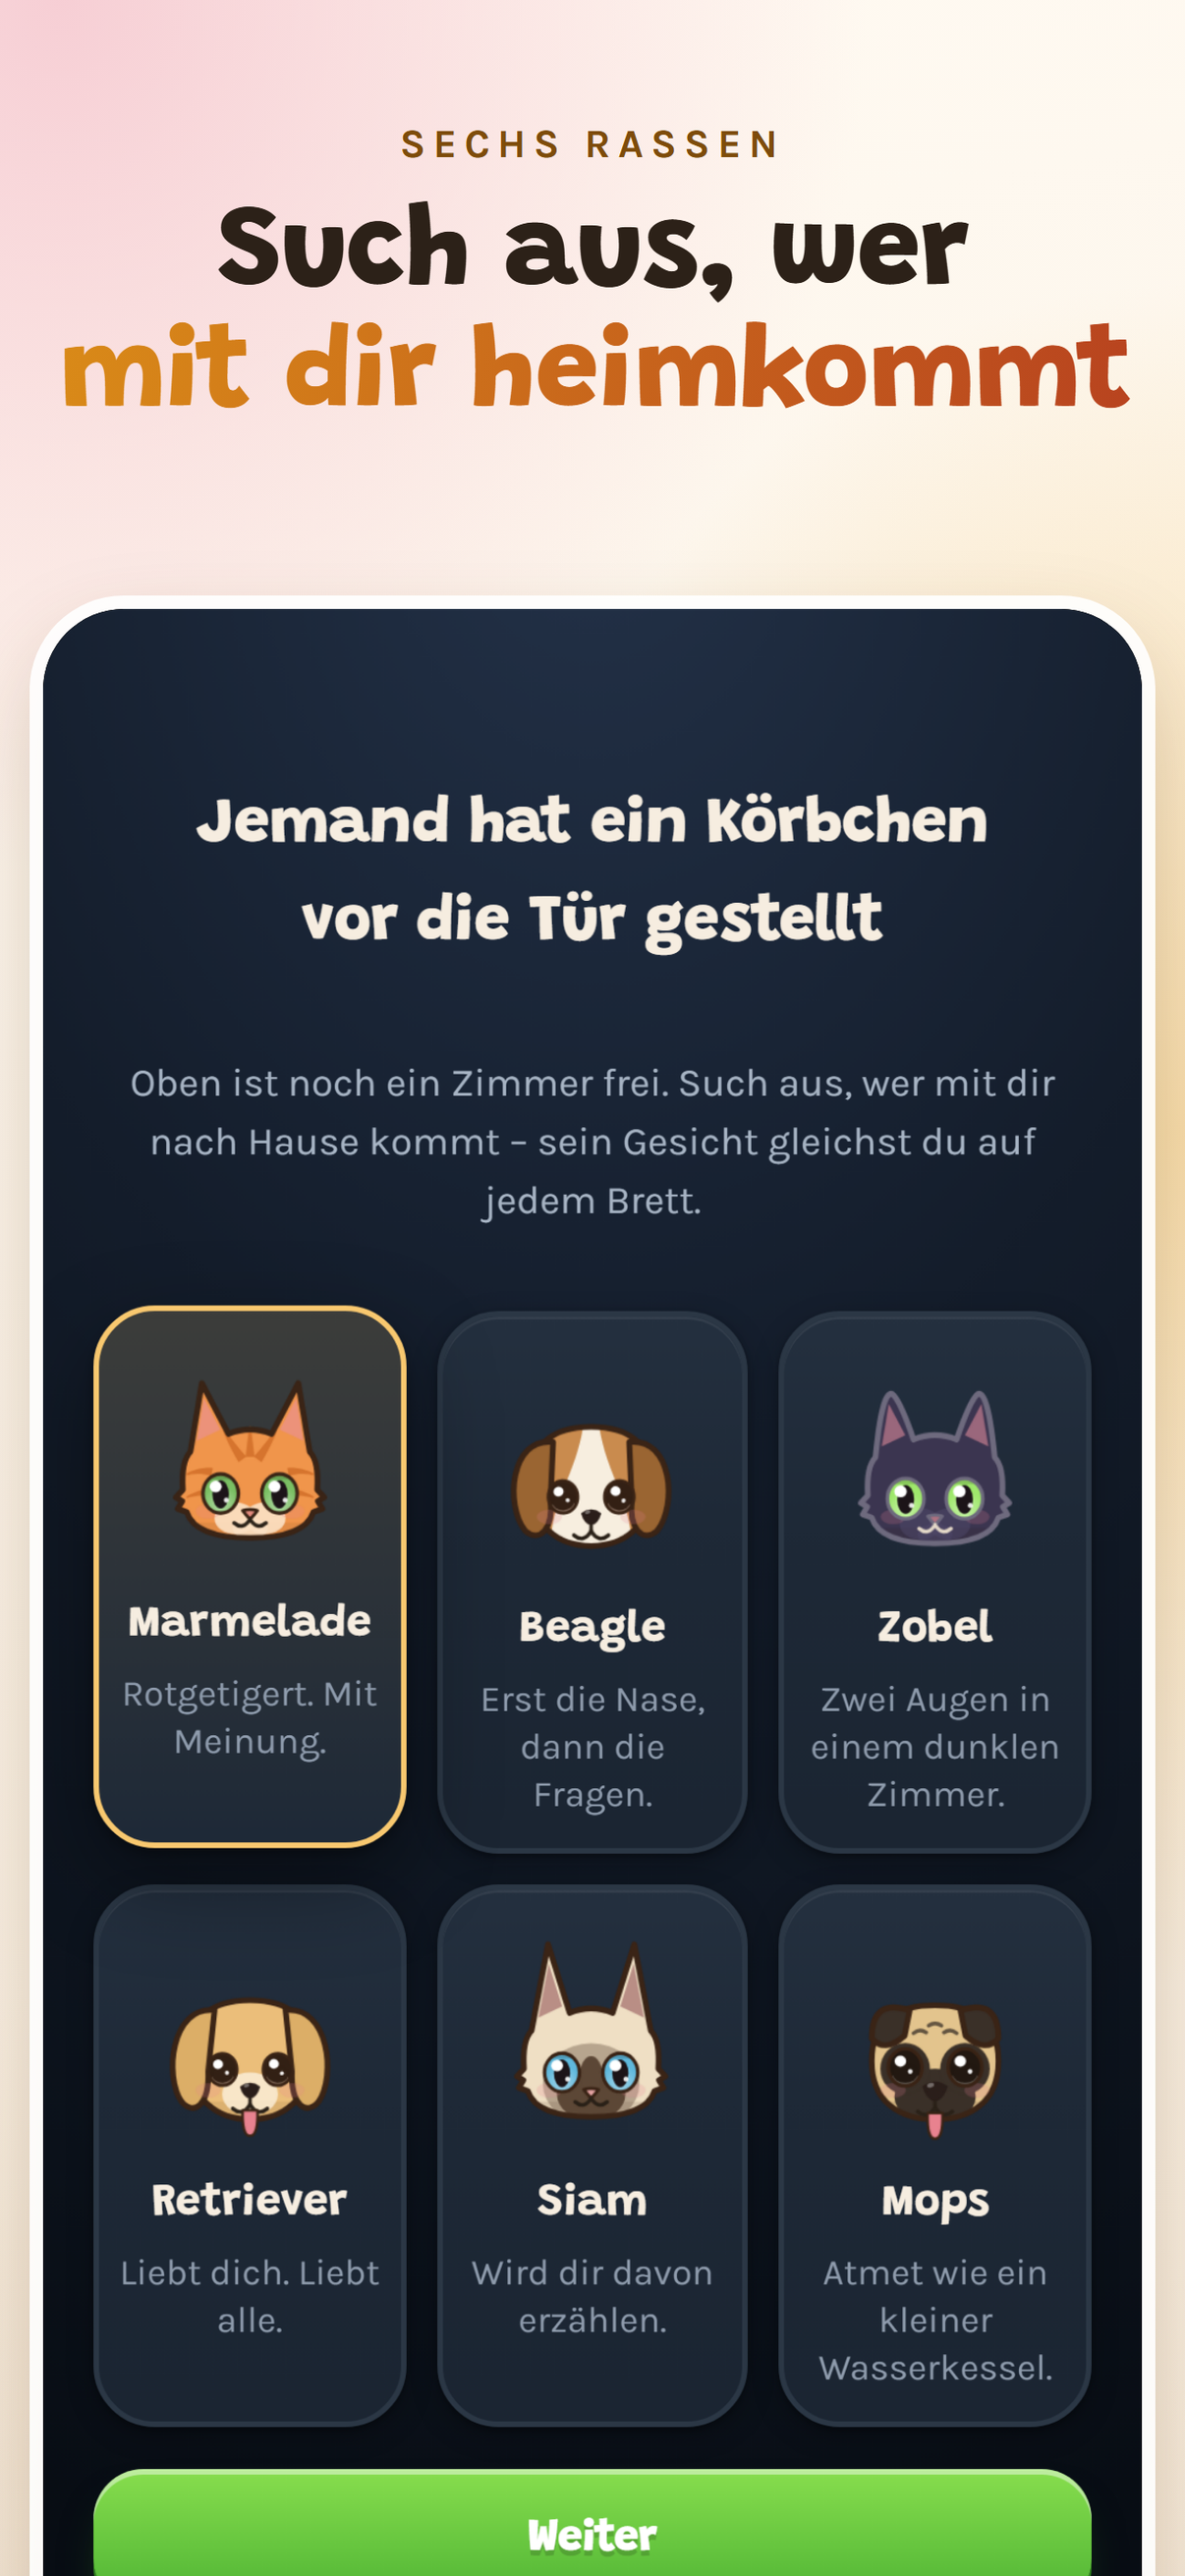 SECHS RASSEN
Such aus, wer
mit dir heimkommt
Jemand hat ein Körbchen
vor die Tür gestellt
Oben ist noch ein Zimmer frei. Such aus, wer mit dir
nach Hause kommt – sein Gesicht gleichst du auf
jedem Brett.
Marmelade
Rotgetigert. Mit
Meinung.
Beagle
Erst die Nase,
dann die
Fragen.
Zobel
Zwei Augen in
einem dunklen
Zimmer.
Retriever
Liebt dich. Liebt
alle.
Siam
Wird dir davon
erzählen.
Mops
Atmet wie ein
kleiner
Wasserkessel.
Weiter